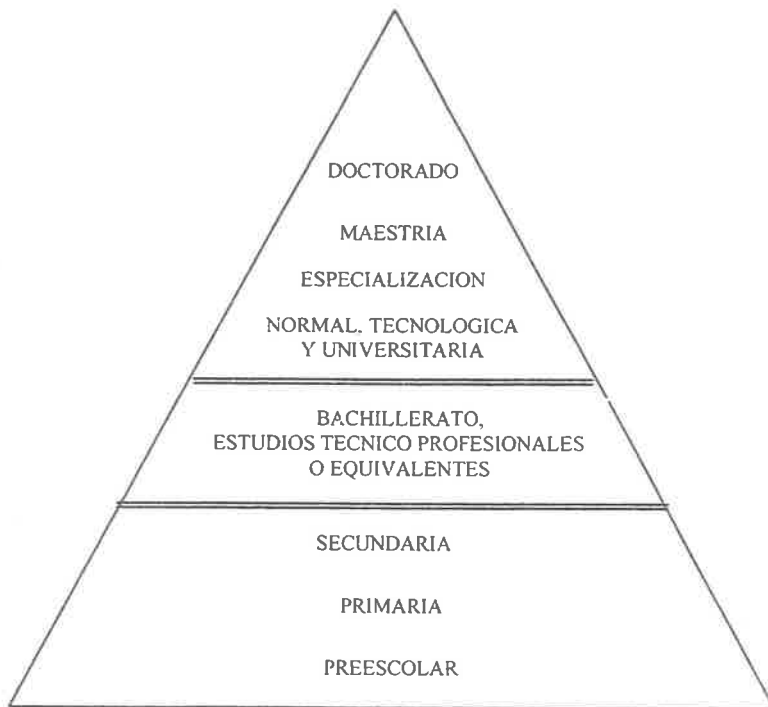 DOCTORADO
MAESTRIA
ESPECIALIZACION
NORMAL. TECNOLOGICA
Y UNIVERSITARIA
BACHILLERATO,
ESTUDIOS TECNICO PROFESIONALES
O EQUIVALENTES
SECUNDARIA
PRIMARIA
PREESCOLAR